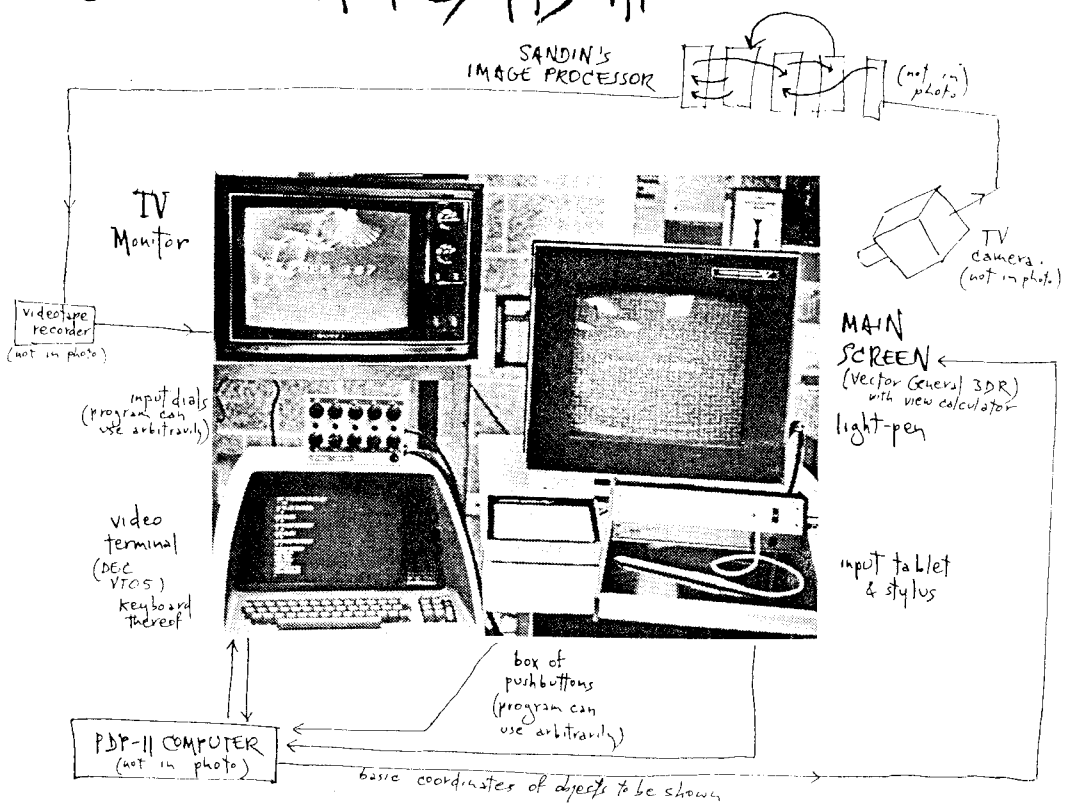 SANDIN'S
IMAGE PROCESSOR
(not in
photo)
TV
Monitor
TV
camera.
(not in photo)
videotape
recorder
(not in photo)
MAIN
SCREEN
(Vector General 3DR)
with view calculator
light-pen
input dials
(program can
use arbitrarily)
video
terminal
(DEC
VT05)
keyboard
thereof
input tablet
& stylus
box of
pushbuttons
(program can
use arbitrarily)
PDP-11 COMPUTER
(not in photo)
basic coordinates of objects to be shown